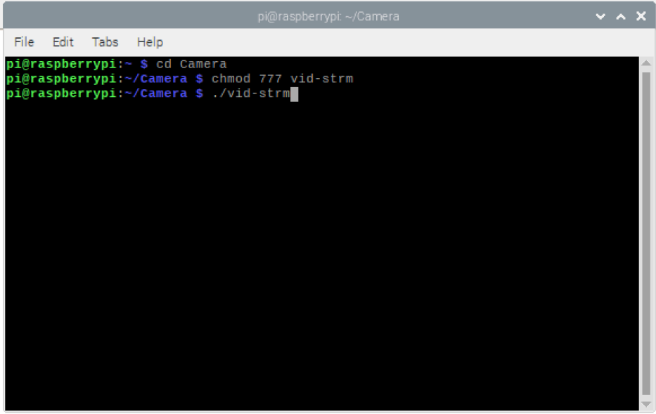 pi@raspberrypi: ~/Camera
File Edit Tabs Help
pi@raspberrypi:~ $ cd Camera
pi@raspberrypi:~/Camera $ chmod 777 vid-strm
pi@raspberrypi:~/Camera $ ./vid-strm